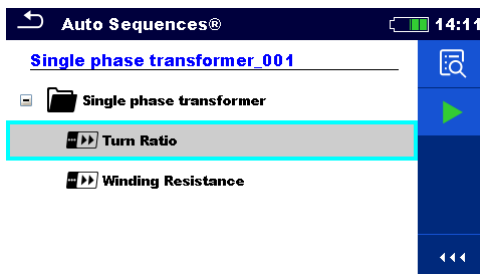 Auto Sequences®
14:11
Single phase transformer_001
Single phase transformer
Turn Ratio
Winding Resistance